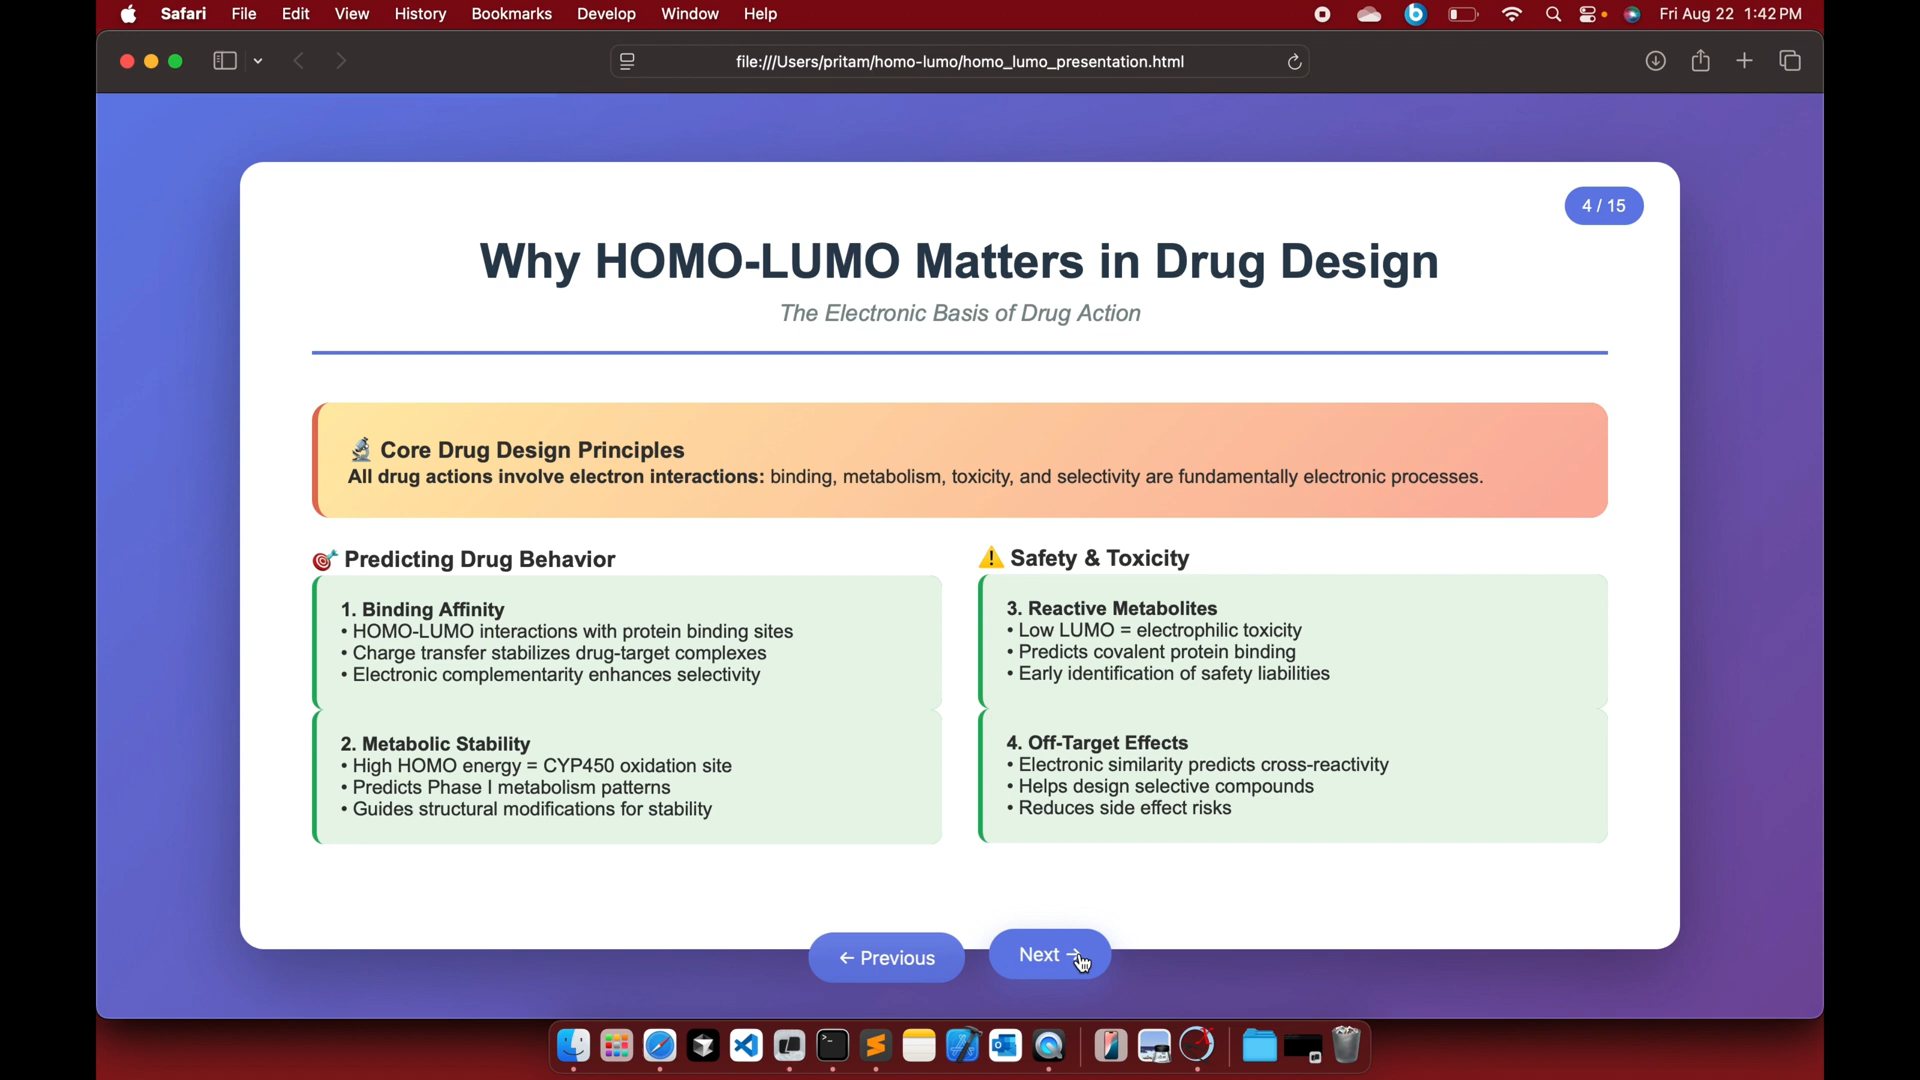 Safari File Edit View History Bookmarks Develop Window Help Fri Aug 22 1:42 PM
file:///Users/pritam/homo-lumo/homo_lumo_presentation.html
4 / 15
Why HOMO-LUMO Matters in Drug Design
The Electronic Basis of Drug Action
🔬 Core Drug Design Principles
All drug actions involve electron interactions: binding, metabolism, toxicity, and selectivity are fundamentally electronic processes.
🎯 Predicting Drug Behavior
1. Binding Affinity
• HOMO-LUMO interactions with protein binding sites
• Charge transfer stabilizes drug-target complexes
• Electronic complementarity enhances selectivity
2. Metabolic Stability
• High HOMO energy = CYP450 oxidation site
• Predicts Phase I metabolism patterns
• Guides structural modifications for stability
⚠️ Safety & Toxicity
3. Reactive Metabolites
• Low LUMO = electrophilic toxicity
• Predicts covalent protein binding
• Early identification of safety liabilities
4. Off-Target Effects
• Electronic similarity predicts cross-reactivity
• Helps design selective compounds
• Reduces side effect risks
← Previous
Next →